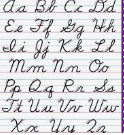 Aa Bb Cc Dd
Ee Ff Gg Hh
Ii Jj Kk Ll
Mm Nn Oo
Pp Qq Rr Ss
Tt Uu Vv Ww
Xx Yy Zz